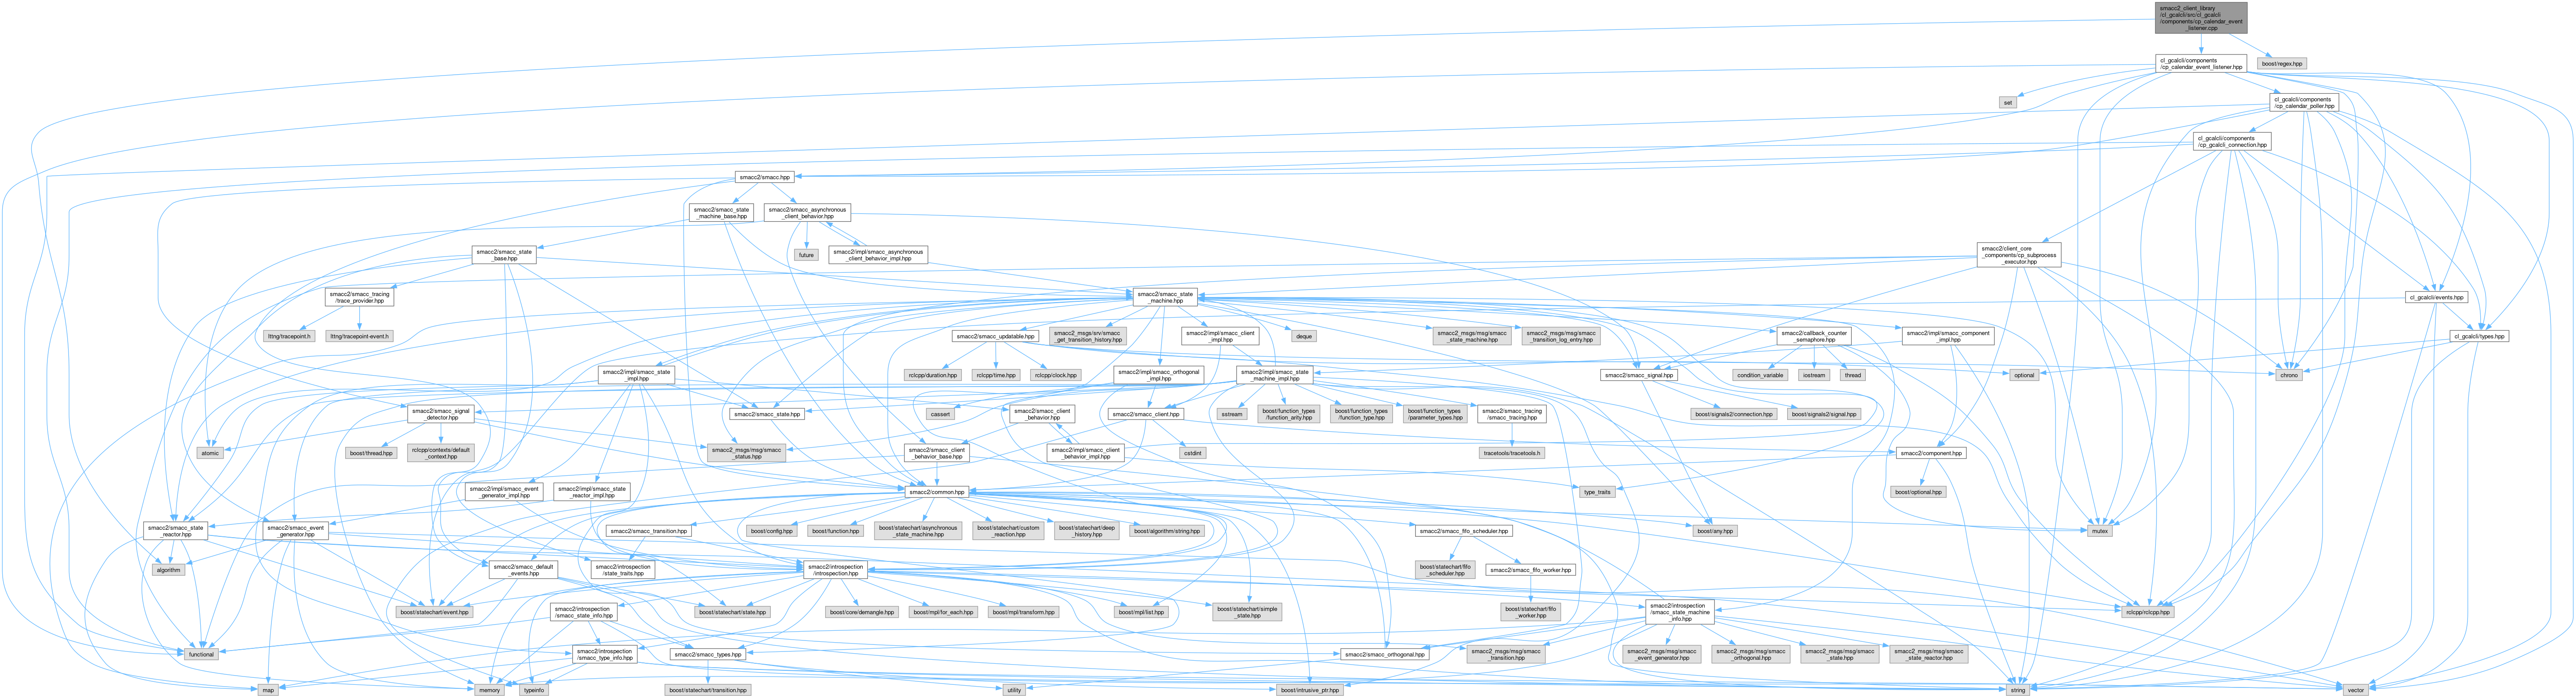 smacc2_client_library
/cl_gcalcli/src/cl_gcalcli
/components/cp_calendar_event
_listener.cpp
cl_gcalcli/components
/cp_calendar_event_listener.hpp
boost/regex.hpp
set
cl_gcalcli/components
/cp_calendar_poller.hpp
cl_gcalcli/components
/cp_gcalcli_connection.hpp
smacc2/smacc.hpp
smacc2/smacc_state
_machine_base.hpp
smacc2/smacc_asynchronous
_client_behavior.hpp
smacc2/smacc_state
_base.hpp
future
smacc2/impl/smacc_asynchronous
_client_behavior_impl.hpp
smacc2/client_core
_components/cp_subprocess
_executor.hpp
smacc2/smacc_tracing
/trace_provider.hpp
smacc2/smacc_state
_machine.hpp
cl_gcalcli/events.hpp
lttng/tracepoint.h
lttng/tracepoint-event.h
smacc2/smacc_updatable.hpp
smacc2_msgs/srv/smacc
_get_transition_history.hpp
smacc2/impl/smacc_client
_impl.hpp
deque
smacc2_msgs/msg/smacc
_state_machine.hpp
smacc2_msgs/msg/smacc
_transition_log_entry.hpp
smacc2/callback_counter
_semaphore.hpp
smacc2/impl/smacc_component
_impl.hpp
cl_gcalcli/types.hpp
smacc2/impl/smacc_state
_impl.hpp
rclcpp/duration.hpp
rclcpp/time.hpp
rclcpp/clock.hpp
smacc2/impl/smacc_orthogonal
_impl.hpp
smacc2/impl/smacc_state
_machine_impl.hpp
smacc2/smacc_signal.hpp
condition_variable
iostream
thread
optional
chrono
smacc2/smacc_signal
_detector.hpp
smacc2/smacc_state.hpp
cassert
smacc2/smacc_client
_behavior.hpp
smacc2/smacc_client.hpp
sstream
boost/function_types
/function_arity.hpp
boost/function_types
/function_type.hpp
boost/function_types
/parameter_types.hpp
smacc2/smacc_tracing
/smacc_tracing.hpp
boost/signals2/connection.hpp
boost/signals2/signal.hpp
atomic
boost/thread.hpp
rclcpp/contexts/default
_context.hpp
smacc2_msgs/msg/smacc
_status.hpp
smacc2/smacc_client
_behavior_base.hpp
smacc2/impl/smacc_client
_behavior_impl.hpp
cstdint
tracetools/tracetools.h
smacc2/component.hpp
smacc2/impl/smacc_event
_generator_impl.hpp
smacc2/impl/smacc_state
_reactor_impl.hpp
smacc2/common.hpp
type_traits
boost/optional.hpp
smacc2/smacc_state
_reactor.hpp
smacc2/smacc_event
_generator.hpp
smacc2/smacc_transition.hpp
boost/config.hpp
boost/function.hpp
boost/statechart/asynchronous
_state_machine.hpp
boost/statechart/custom
_reaction.hpp
boost/statechart/deep
_history.hpp
boost/algorithm/string.hpp
smacc2/smacc_fifo_scheduler.hpp
boost/any.hpp
mutex
algorithm
smacc2/smacc_default
_events.hpp
smacc2/introspection
/state_traits.hpp
smacc2/introspection
/introspection.hpp
boost/statechart/fifo
_scheduler.hpp
smacc2/smacc_fifo_worker.hpp
boost/statechart/event.hpp
smacc2/introspection
/smacc_state_info.hpp
boost/statechart/state.hpp
boost/core/demangle.hpp
boost/mpl/for_each.hpp
boost/mpl/transform.hpp
boost/mpl/list.hpp
boost/statechart/simple
_state.hpp
boost/statechart/fifo
_worker.hpp
smacc2/introspection
/smacc_state_machine
_info.hpp
rclcpp/rclcpp.hpp
functional
smacc2/introspection
/smacc_type_info.hpp
smacc2/smacc_types.hpp
smacc2_msgs/msg/smacc
_transition.hpp
smacc2/smacc_orthogonal.hpp
smacc2_msgs/msg/smacc
_event_generator.hpp
smacc2_msgs/msg/smacc
_orthogonal.hpp
smacc2_msgs/msg/smacc
_state.hpp
smacc2_msgs/msg/smacc
_state_reactor.hpp
map
memory
typeinfo
boost/statechart/transition.hpp
utility
boost/intrusive_ptr.hpp
string
vector